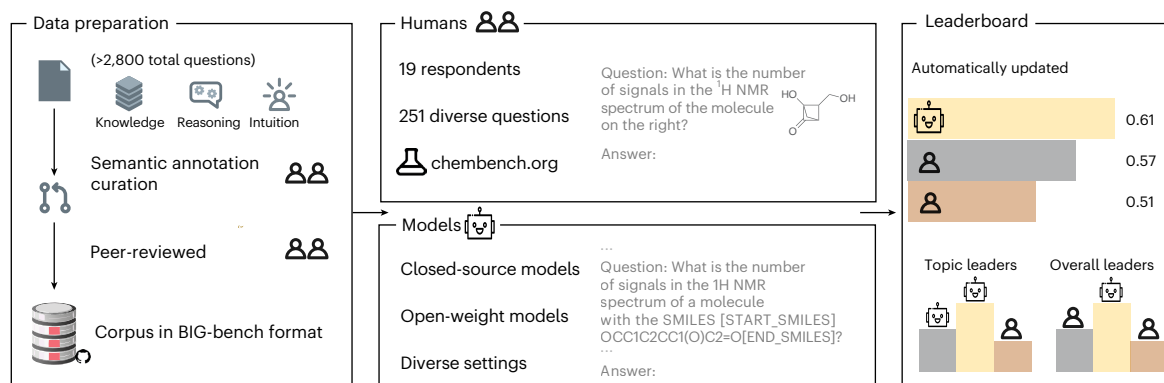 Data preparation
(>2,800 total questions)
Knowledge
Reasoning
Intuition
Semantic annotation
curation
Peer-reviewed
Corpus in BIG-bench format
Humans
19 respondents
251 diverse questions
chembench.org
Question: What is the number
of signals in the ¹H NMR
spectrum of the molecule
on the right?
Answer:
HO
OH
O
Models
Closed-source models
Open-weight models
Diverse settings
...
Question: What is the number
of signals in the 1H NMR
spectrum of a molecule
with the SMILES [START_SMILES]
OCC1C2CC1(O)C2=O[END_SMILES]?
...
Answer:
Leaderboard
Automatically updated
0.61
0.57
0.51
Topic leaders
Overall leaders